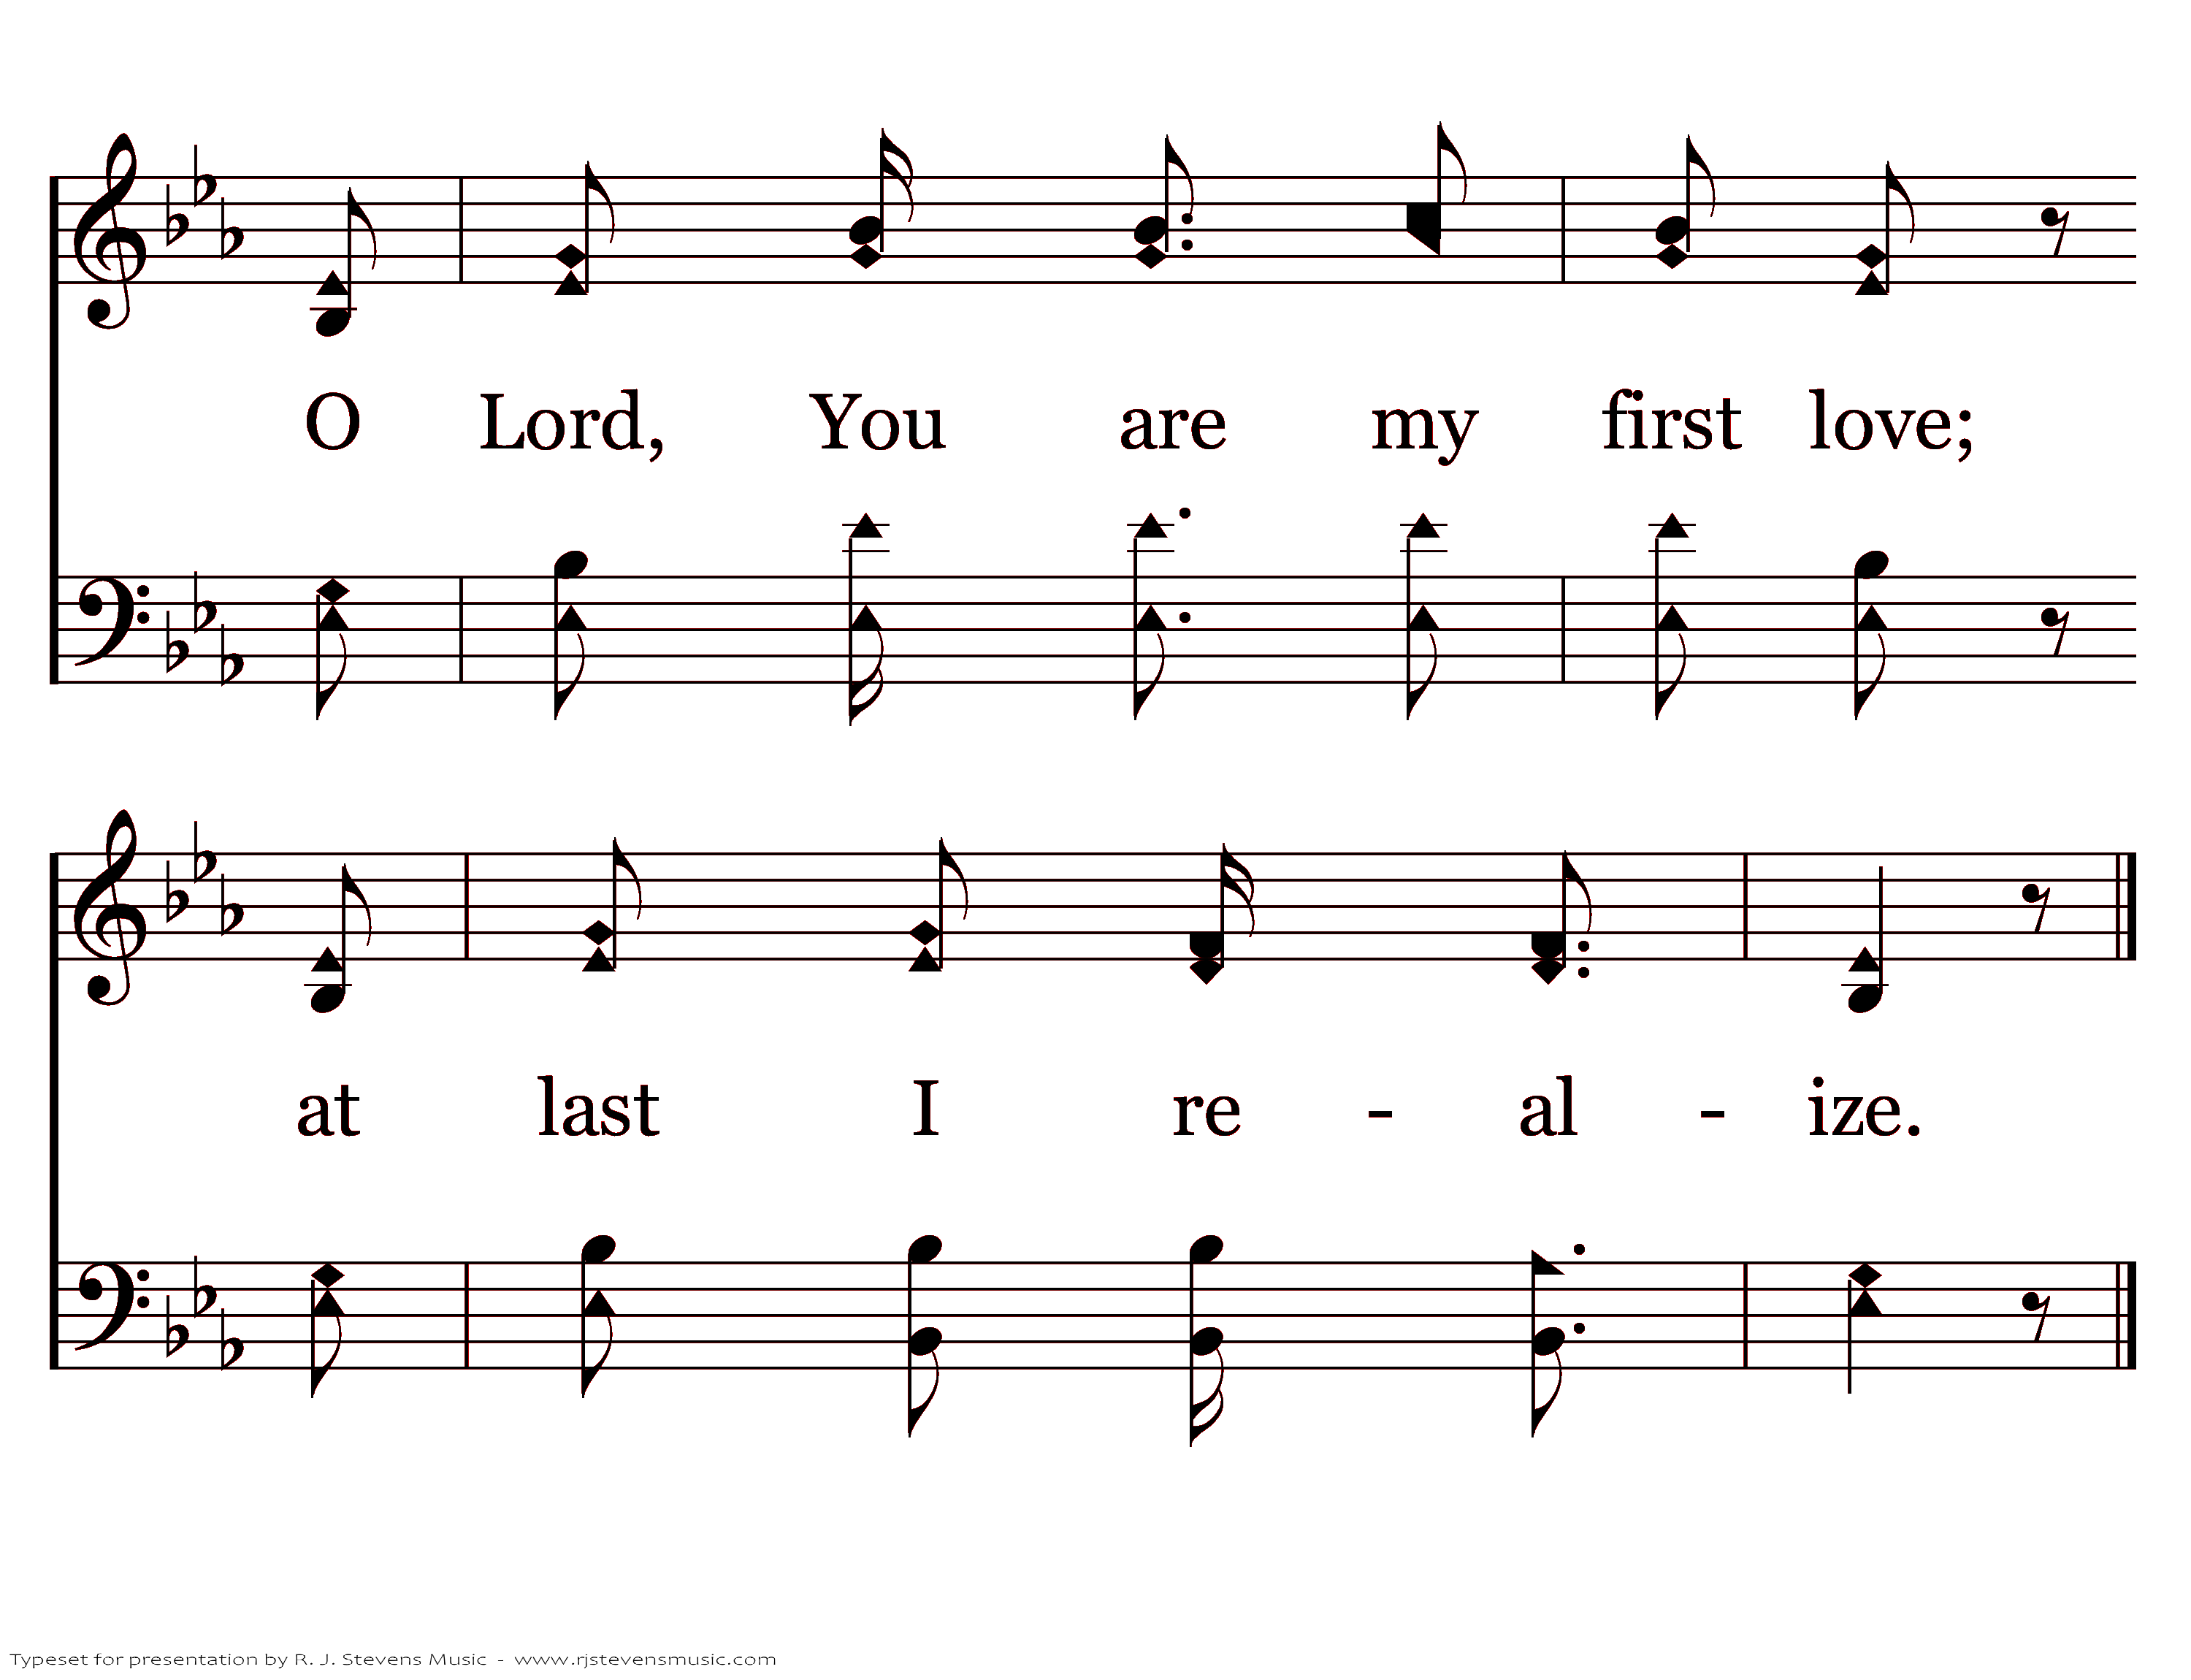 O Lord, You are my first love;
at last I re - al - ize.
Typeset for presentation by R. J. Stevens Music - www.rjstevensmusic.com